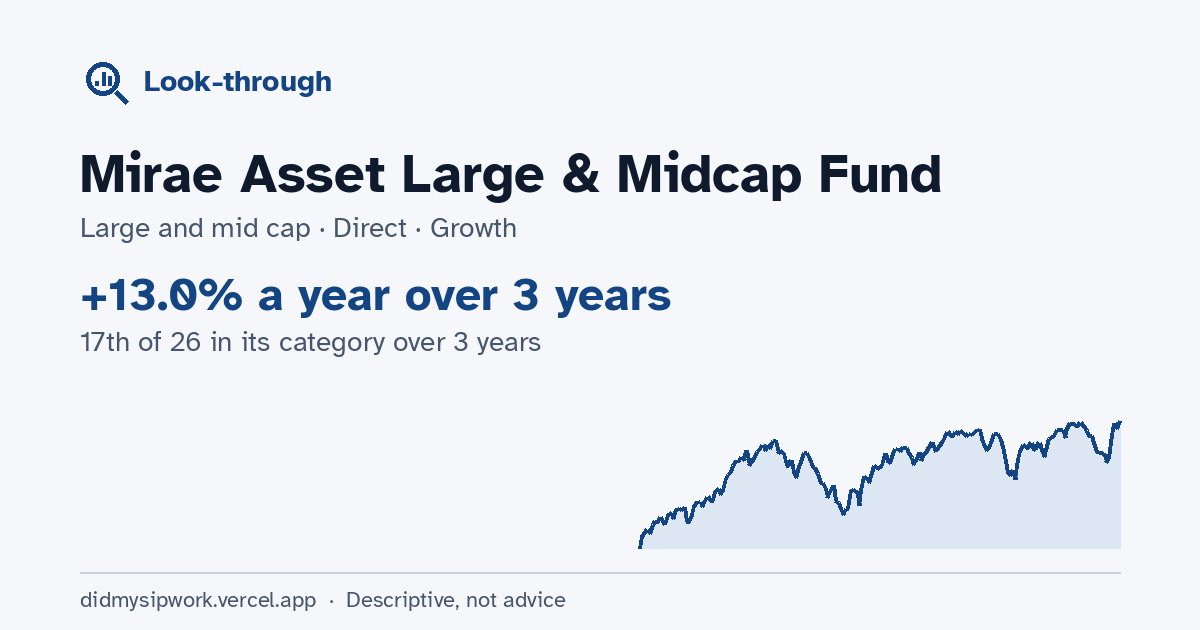 Look-through
Mirae Asset Large & Midcap Fund
Large and mid cap · Direct · Growth
+13.0% a year over 3 years
17th of 26 in its category over 3 years
didmysipwork.vercel.app · Descriptive, not advice